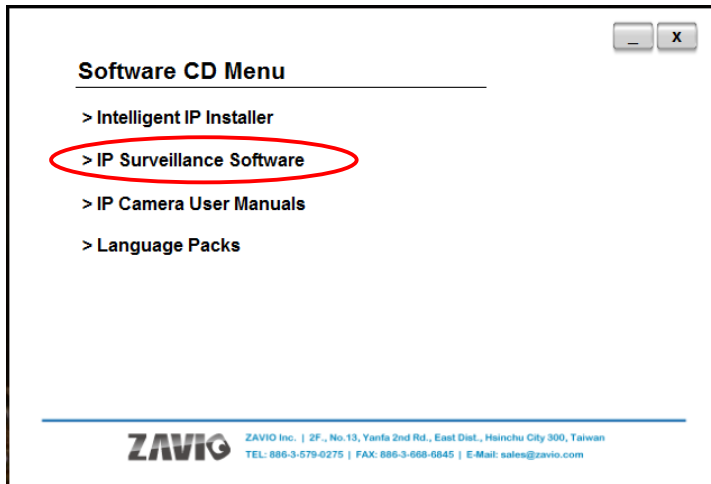 _ X
Software CD Menu
> Intelligent IP Installer
> IP Surveillance Software
> IP Camera User Manuals
> Language Packs
ZAVIO
ZAVIO Inc. | 2F., No.13, Yanfa 2nd Rd., East Dist., Hsinchu City 300, Taiwan
TEL: 886-3-579-0275 | FAX: 886-3-668-6845 | E-Mail: sales@zavio.com